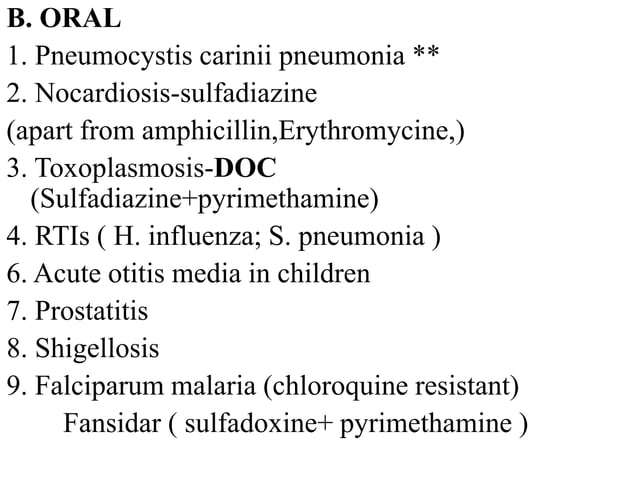 B. ORAL
1. Pneumocystis carinii pneumonia **
2. Nocardiosis-sulfadiazine
(apart from amphicillin,Erythromycine,)
3. Toxoplasmosis-DOC
(Sulfadiazine+pyrimethamine)
4. RTIs ( H. influenza; S. pneumonia )
6. Acute otitis media in children
7. Prostatitis
8. Shigellosis
9. Falciparum malaria (chloroquine resistant)
Fansidar ( sulfadoxine+ pyrimethamine )